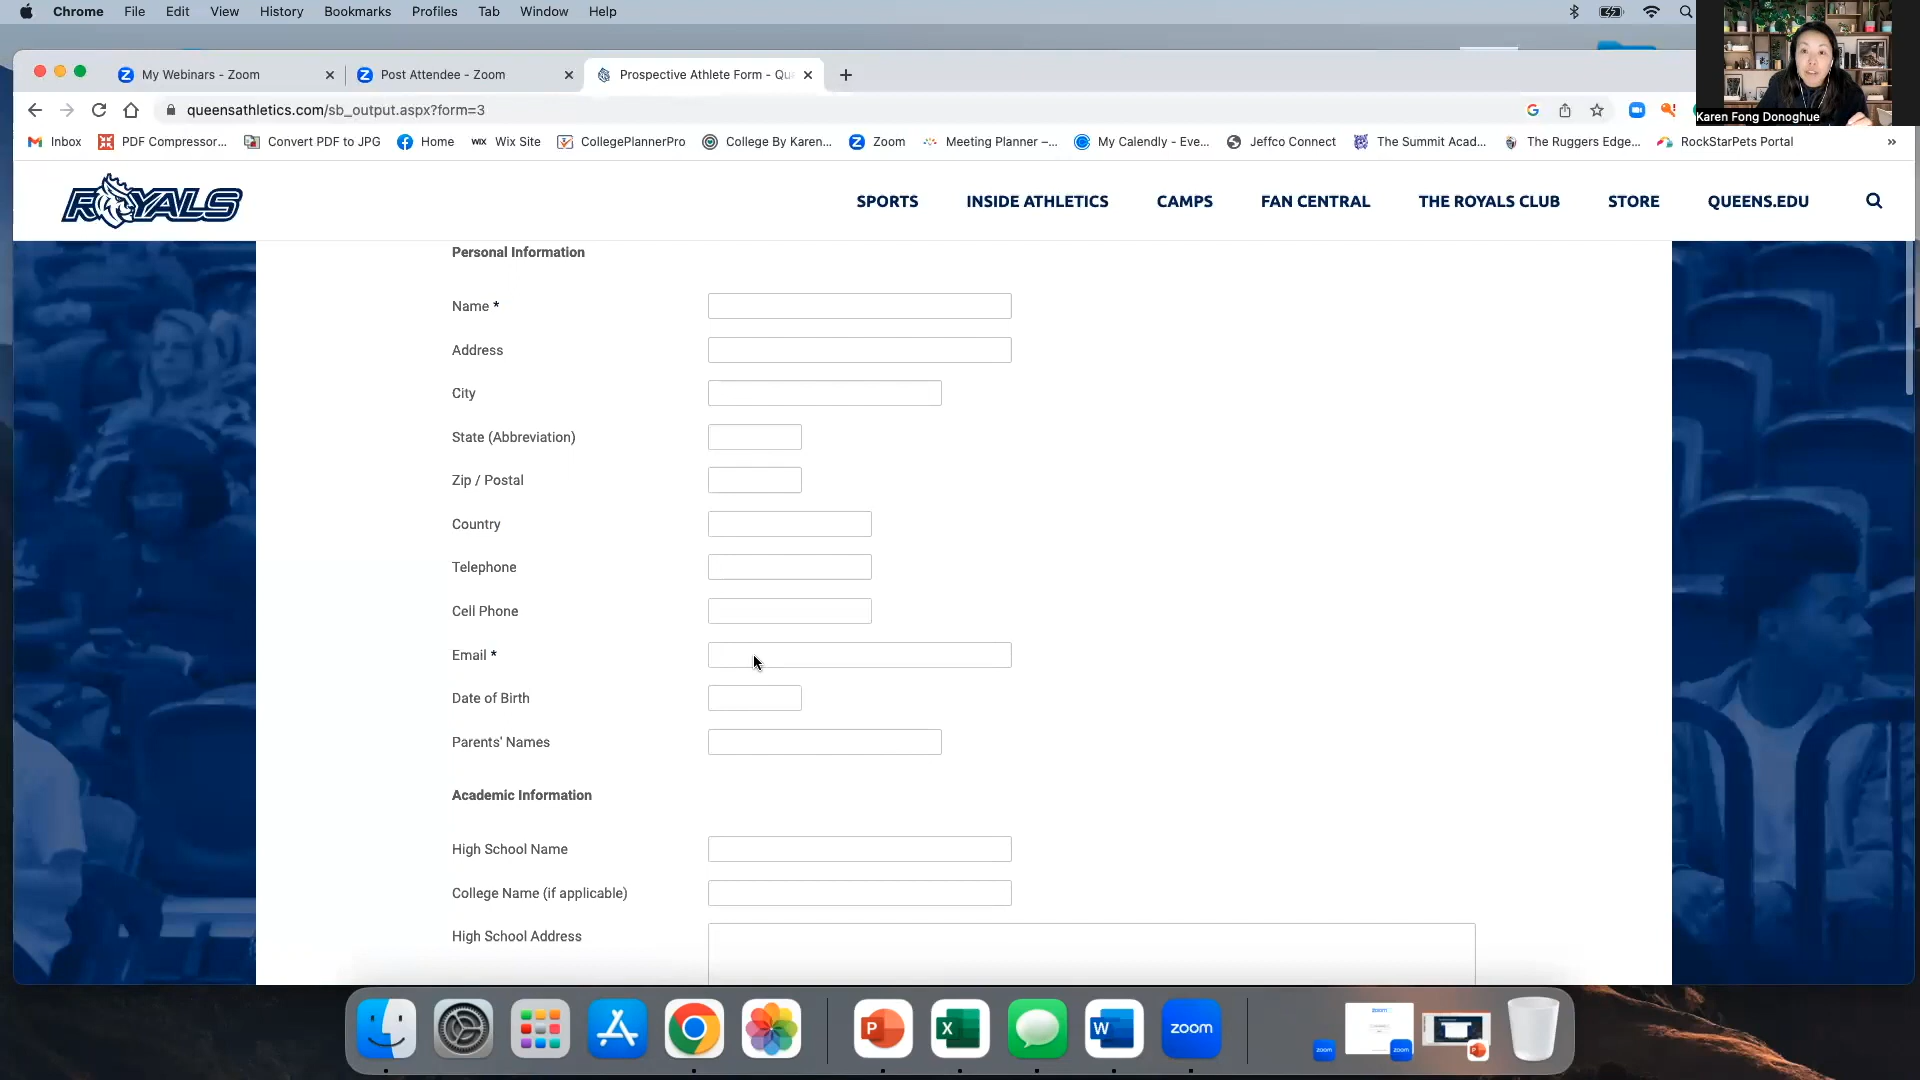 Chrome File Edit View History Bookmarks Profiles Tab Window Help
My Webinars - Zoom
Post Attendee - Zoom
Prospective Athlete Form - Qu
queensathletics.com/sb_output.aspx?form=3
Karen Fong Donoghue
Inbox
PDF Compressor...
Convert PDF to JPG
Home
WIX Wix Site
CollegePlannerPro
College By Karen...
Zoom
Meeting Planner –...
My Calendly - Eve...
Jeffco Connect
The Summit Acad...
The Ruggers Edge...
RockStarPets Portal
»
ROYALS
SPORTS
INSIDE ATHLETICS
CAMPS
FAN CENTRAL
THE ROYALS CLUB
STORE
QUEENS.EDU
Personal Information
Name *
Address
City
State (Abbreviation)
Zip / Postal
Country
Telephone
Cell Phone
Email *
Date of Birth
Parents' Names
Academic Information
High School Name
College Name (if applicable)
High School Address
P
X
W
zoom
zoom
zoom